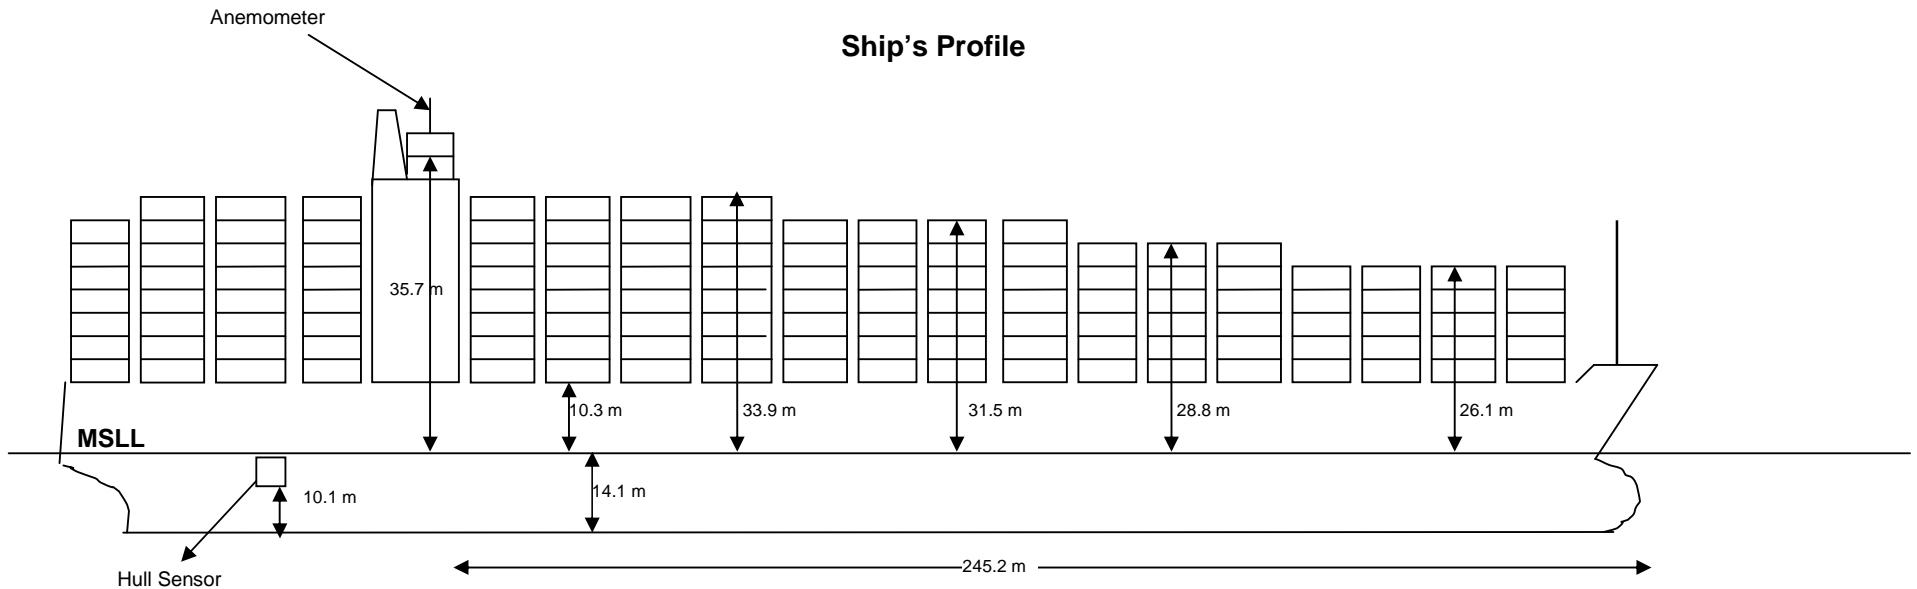 Anemometer
Ship’s Profile
35.7 m
10.3 m
33.9 m
31.5 m
28.8 m
26.1 m
MSLL
10.1 m
14.1 m
245.2 m
Hull Sensor